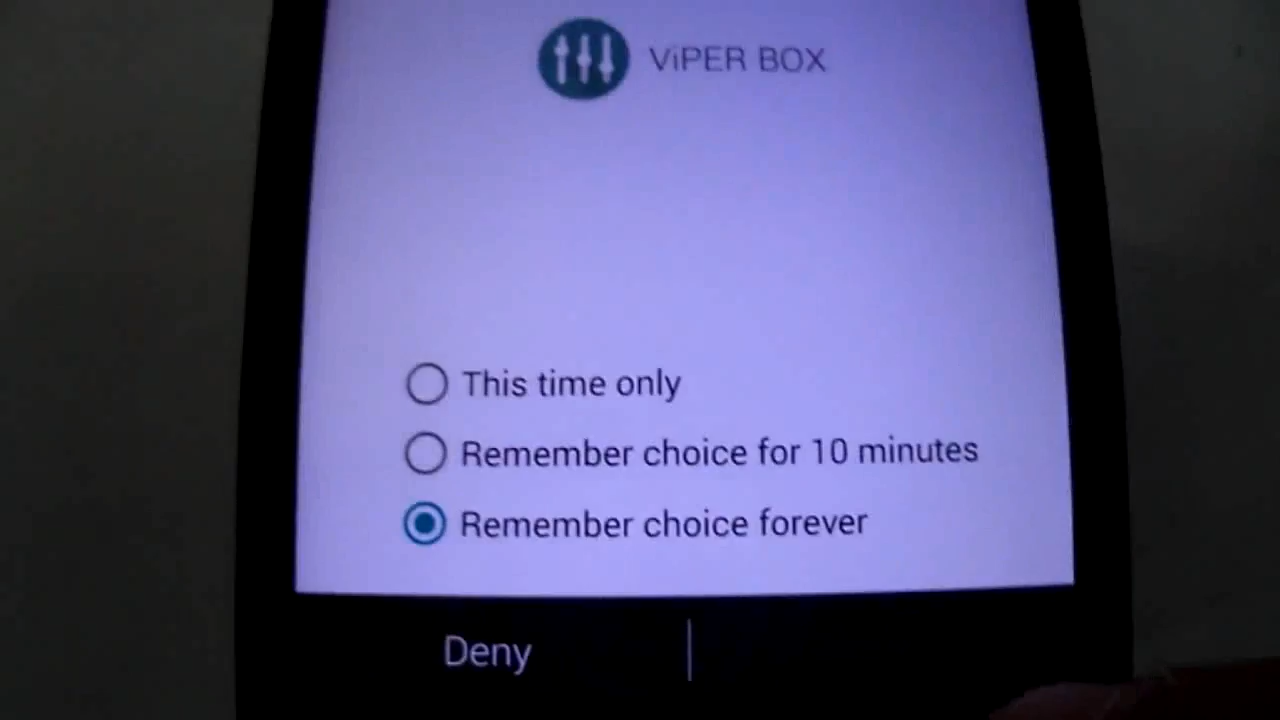 ViPER BOX
This time only
Remember choice for 10 minutes
Remember choice forever
Deny